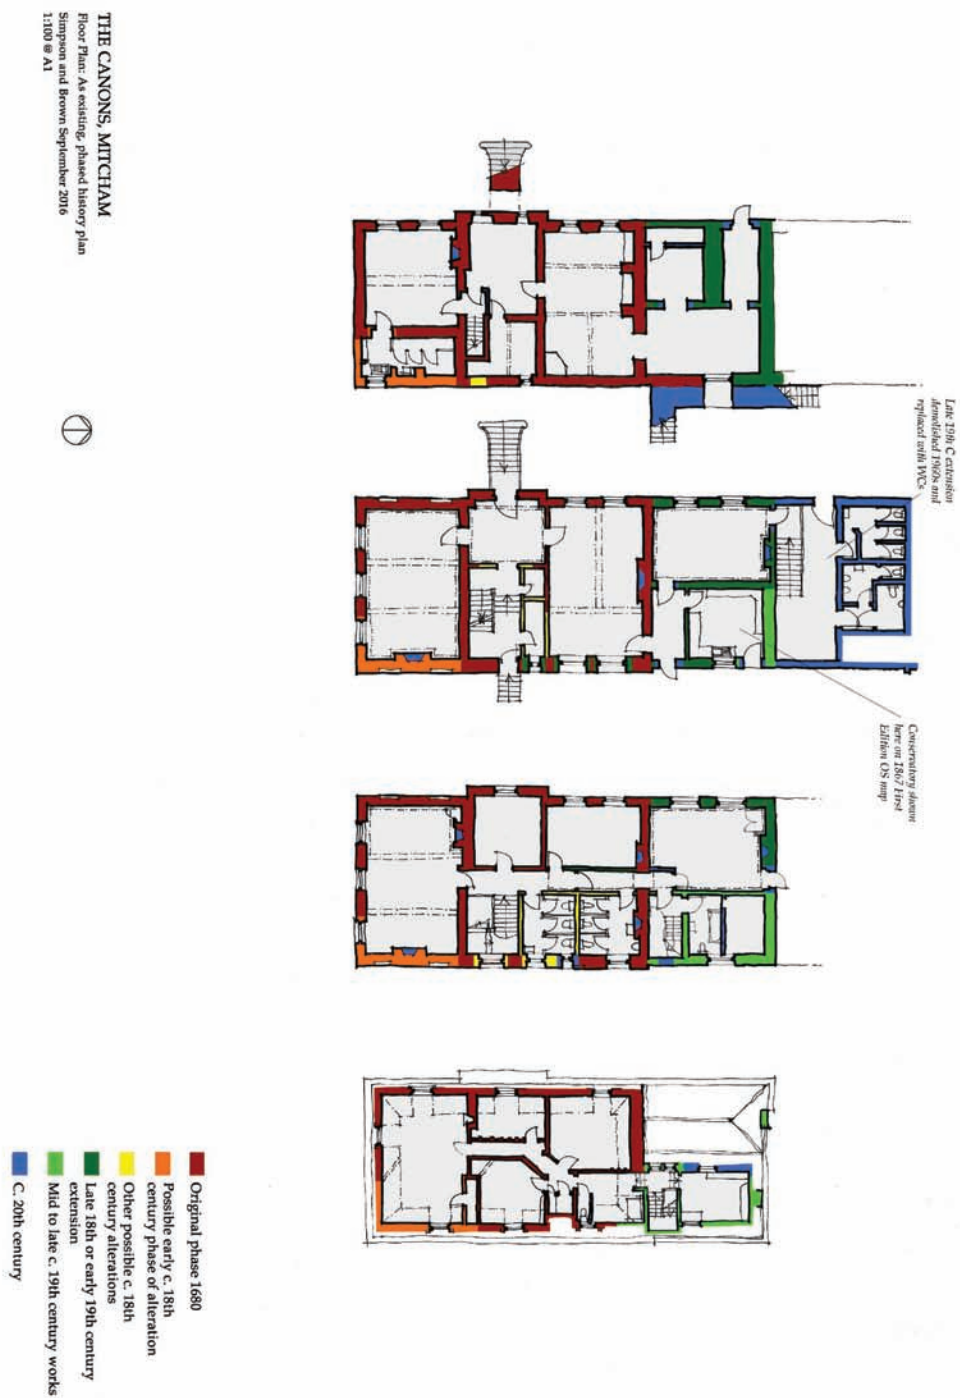 THE CANONS, MITCHAM
Floor Plan: As existing, phased history plan
Simpson and Brown September 2016
1:100 @ A1
Late 19th C extension
demolished 1960s and
replaced with WCs
Conservatory shown
here on 1867 First
Edition OS map
Original phase 1680
Possible early c. 18th
century phase of alteration
Other possible c. 18th
century alterations
Late 18th or early 19th century
extension
Mid to late c. 19th century works
C. 20th century